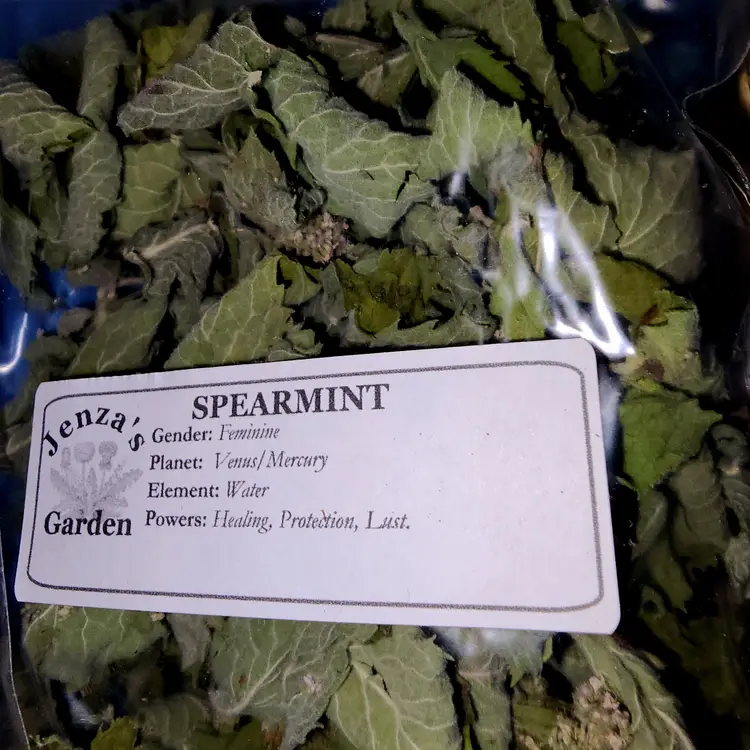 Jenza's
Garden
SPEARMINT
Gender: Feminine
Planet: Venus/Mercury
Element: Water
Powers: Healing, Protection, Lust.